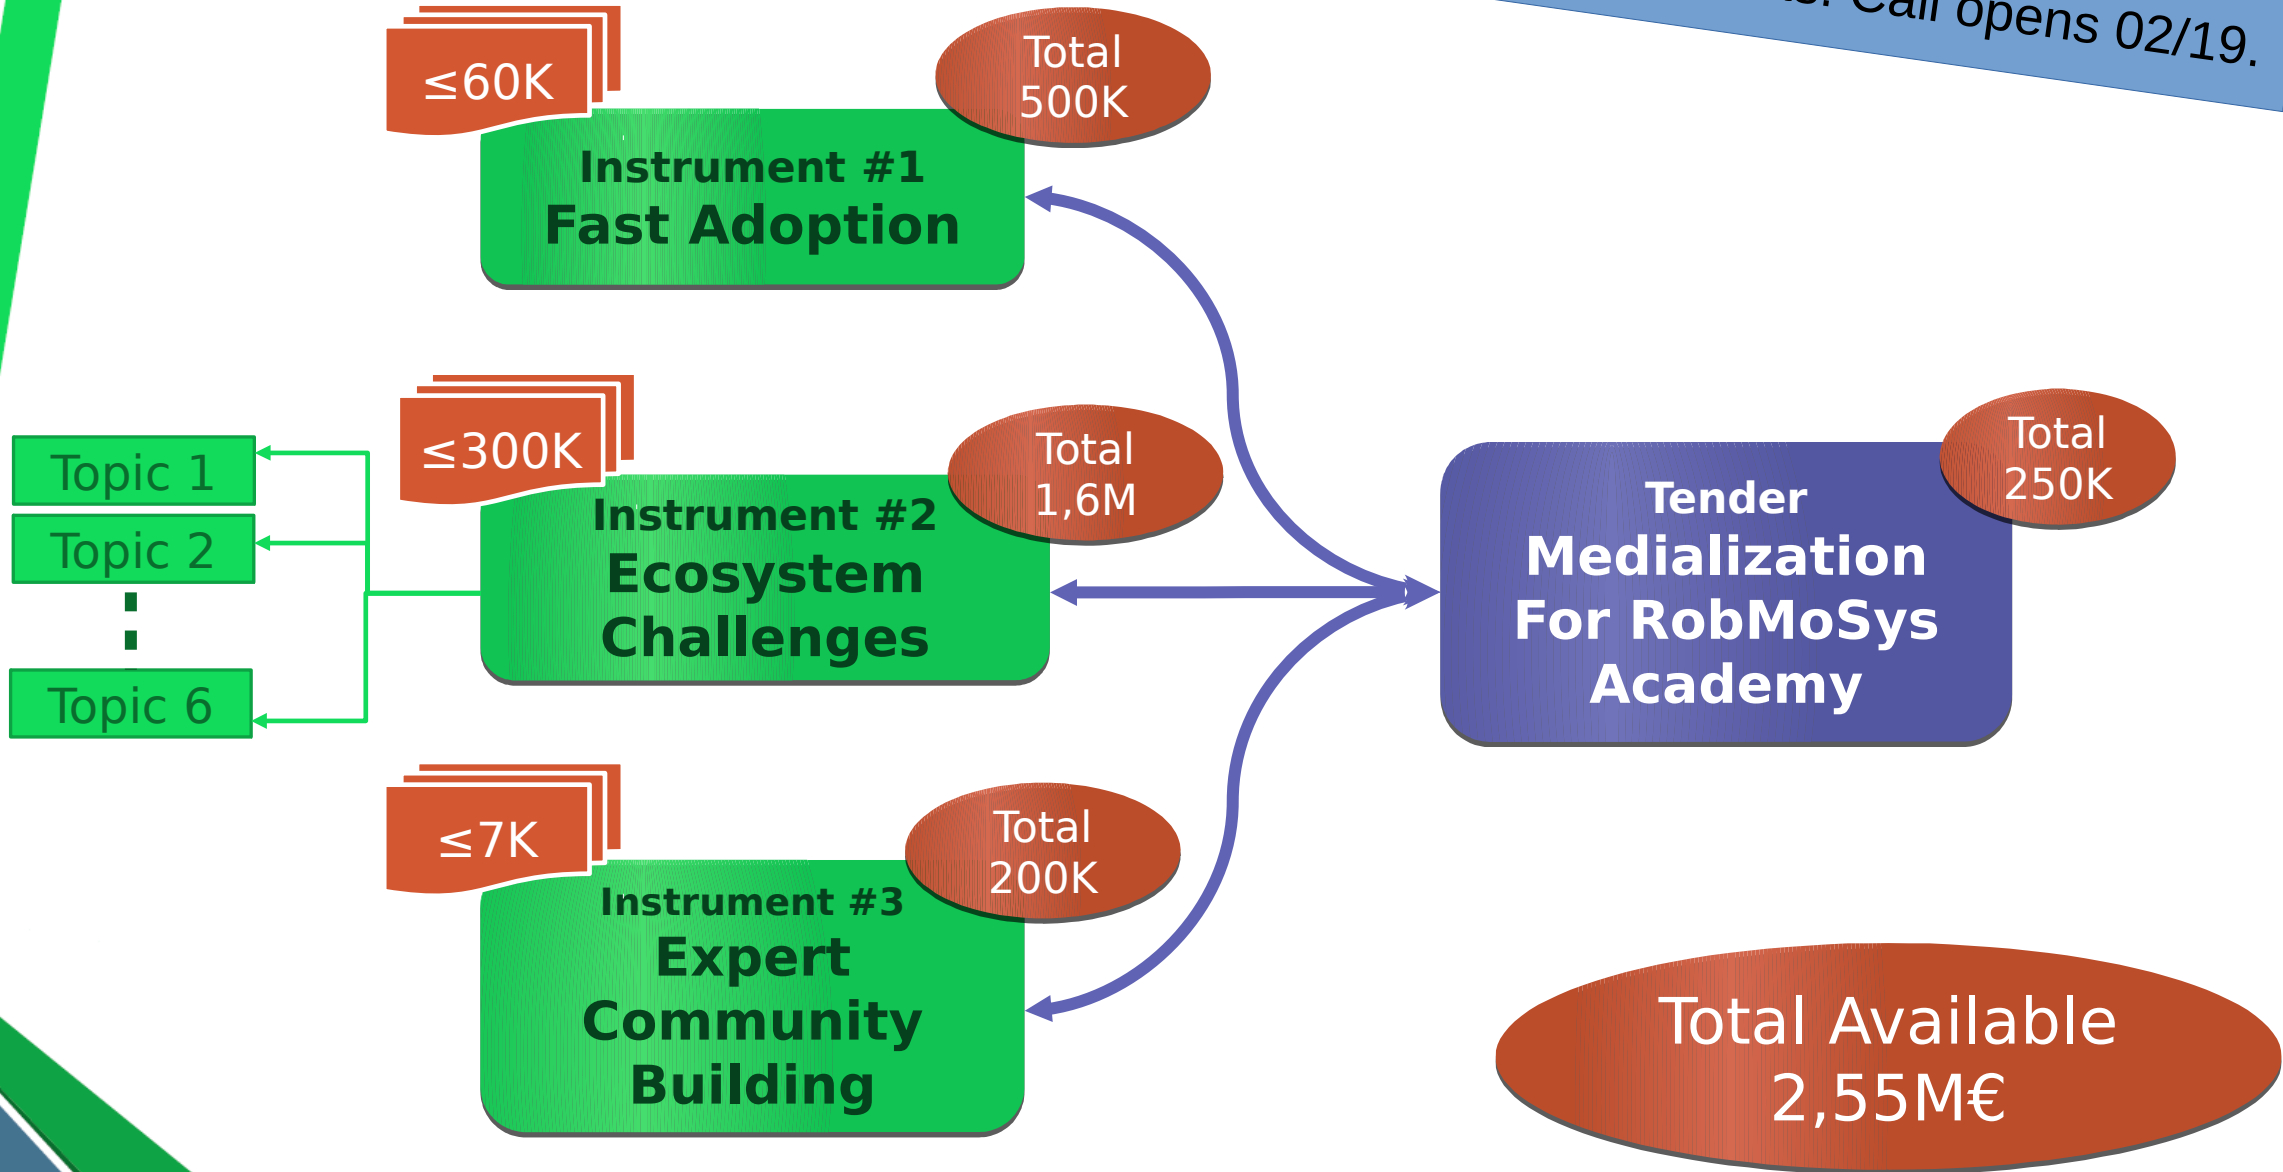 opens 02/19.
≤60K
Total
500K
Instrument #1
Fast Adoption
≤300K
Total
1,6M
Instrument #2
Ecosystem
Challenges
Topic 1
Topic 2
Topic 6
Total
250K
Tender
Medialization
For RobMoSys
Academy
≤7K
Total
200K
Instrument #3
Expert
Community
Building
Total Available
2,55M€